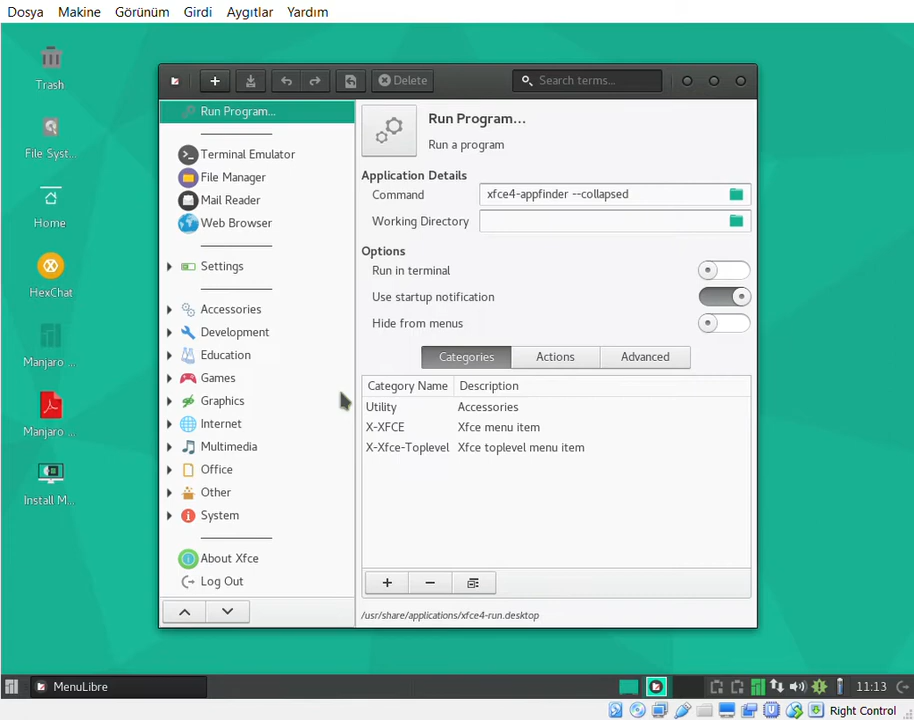 Dosya Makine Görünüm Girdi Aygıtlar Yardım
Trash
File Syst...
Home
HexChat
Manjaro ...
Manjaro ...
Install M...
Delete
Search terms...
Run Program...
Terminal Emulator
File Manager
Mail Reader
Web Browser
Settings
Accessories
Development
Education
Games
Graphics
Internet
Multimedia
Office
Other
System
About Xfce
Log Out
Run Program...
Run a program
Application Details
Command xfce4-appfinder --collapsed
Working Directory
Options
Run in terminal
Use startup notification
Hide from menus
Categories Actions Advanced
Category Name Description
Utility Accessories
X-XFCE Xfce menu item
X-Xfce-Toplevel Xfce toplevel menu item
/usr/share/applications/xfce4-run.desktop
MenuLibre
11:13
Right Control